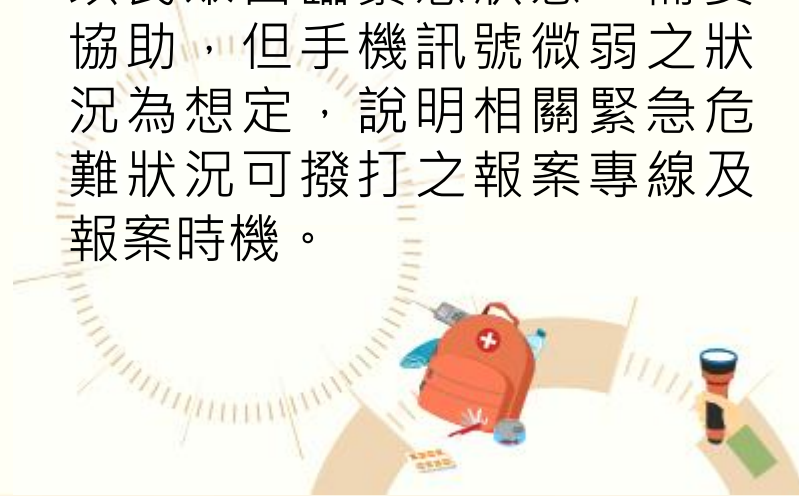 協助，但手機訊號微弱之狀
況為想定，說明相關緊急危
難狀況可撥打之報案專線及
報案時機。